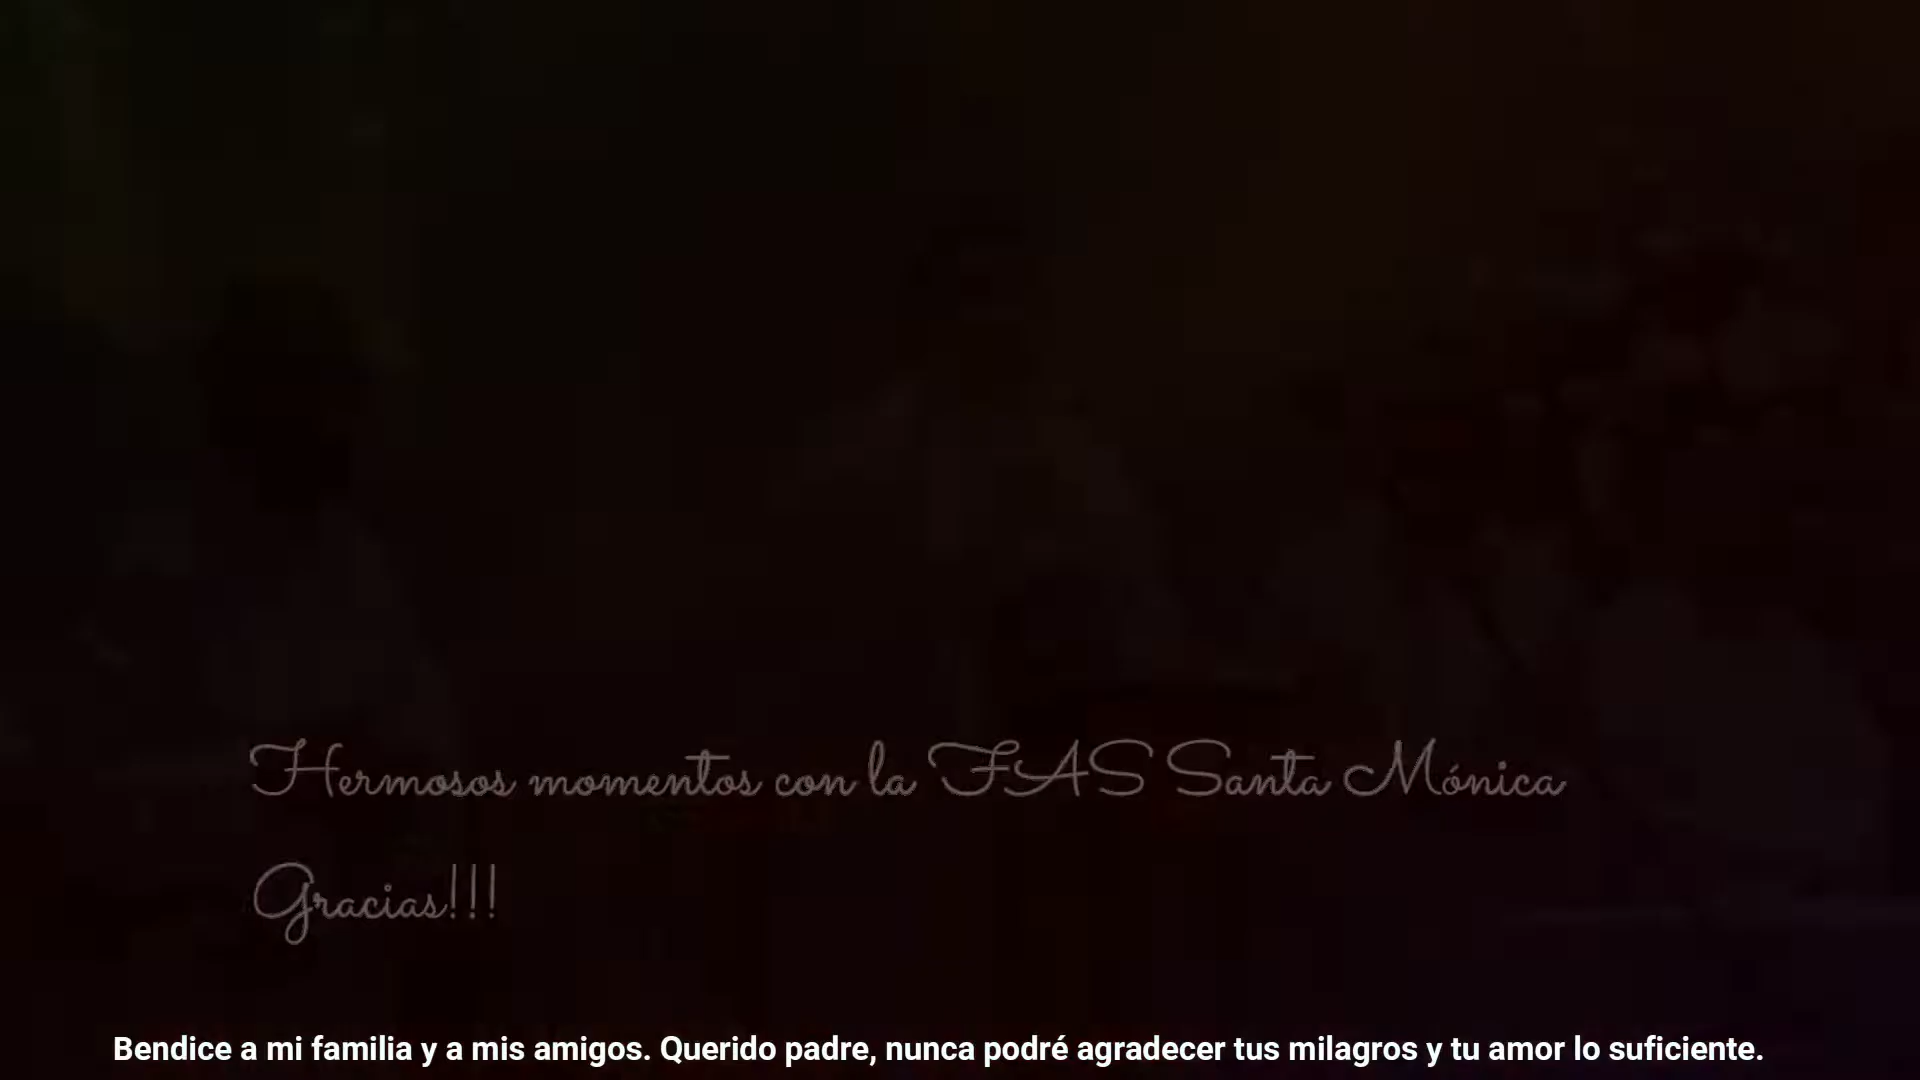 Hermosos momentos con la FAS Santa Mónica
Gracias!!!
Bendice a mi familia y a mis amigos. Querido padre, nunca podré agradecer tus milagros y tu amor lo suficiente.